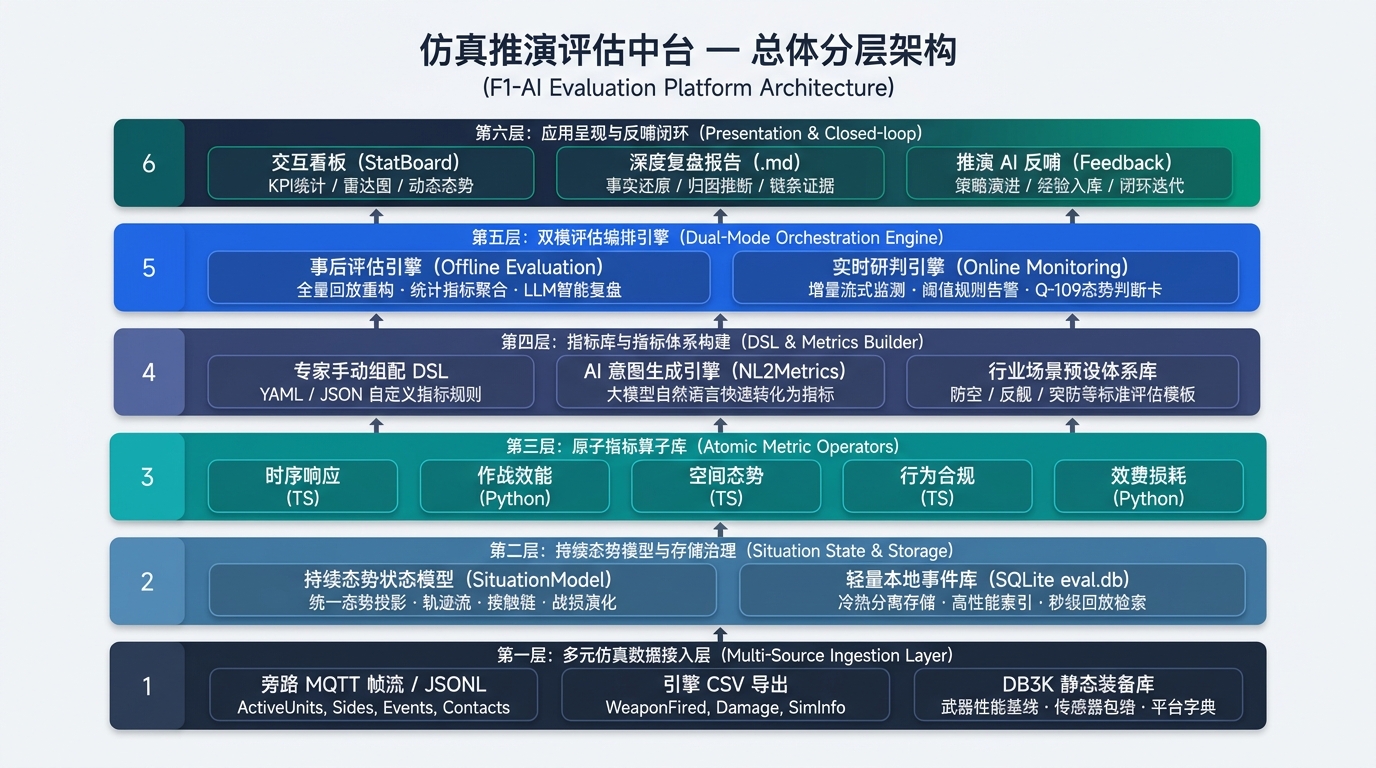 仿真推演评估中台 — 总体分层架构
(F1-AI Evaluation Platform Architecture)
第六层：应用呈现与反哺闭环（Presentation & Closed-loop）
6
交互看板（StatBoard）
KPI统计 / 雷达图 / 动态态势
深度复盘报告（.md）
事实还原 / 归因推断 / 链条证据
推演 AI 反哺（Feedback）
策略演进 / 经验入库 / 闭环迭代
第五层：双模评估编排引擎（Dual-Mode Orchestration Engine）
5
事后评估引擎（Offline Evaluation）
全量回放重构 · 统计指标聚合 · LLM智能复盘
实时研判引擎（Online Monitoring）
增量流式监测 · 阈值规则告警 · Q-109态势判断卡
第四层：指标库与指标体系构建（DSL & Metrics Builder）
4
专家手动组配 DSL
YAML / JSON 自定义指标规则
AI 意图生成引擎（NL2Metrics）
大模型自然语言快速转化为指标
行业场景预设体系库
防空 / 反舰 / 突防等标准评估模板
第三层：原子指标算子库（Atomic Metric Operators）
3
时序响应
(TS)
作战效能
(Python)
空间态势
(TS)
行为合规
(TS)
效费损耗
(Python)
第二层：持续态势模型与存储治理（Situation State & Storage）
2
持续态势状态模型（SituationModel）
统一态势投影 · 轨迹流 · 接触链 · 战损演化
轻量本地事件库（SQLite eval.db）
冷热分离存储 · 高性能索引 · 秒级回放检索
第一层：多元仿真数据接入层（Multi-Source Ingestion Layer）
1
旁路 MQTT 帧流 / JSONL
ActiveUnits, Sides, Events, Contacts
引擎 CSV 导出
WeaponFired, Damage, SimInfo
DB3K 静态装备库
武器性能基线 · 传感器包络 · 平台字典